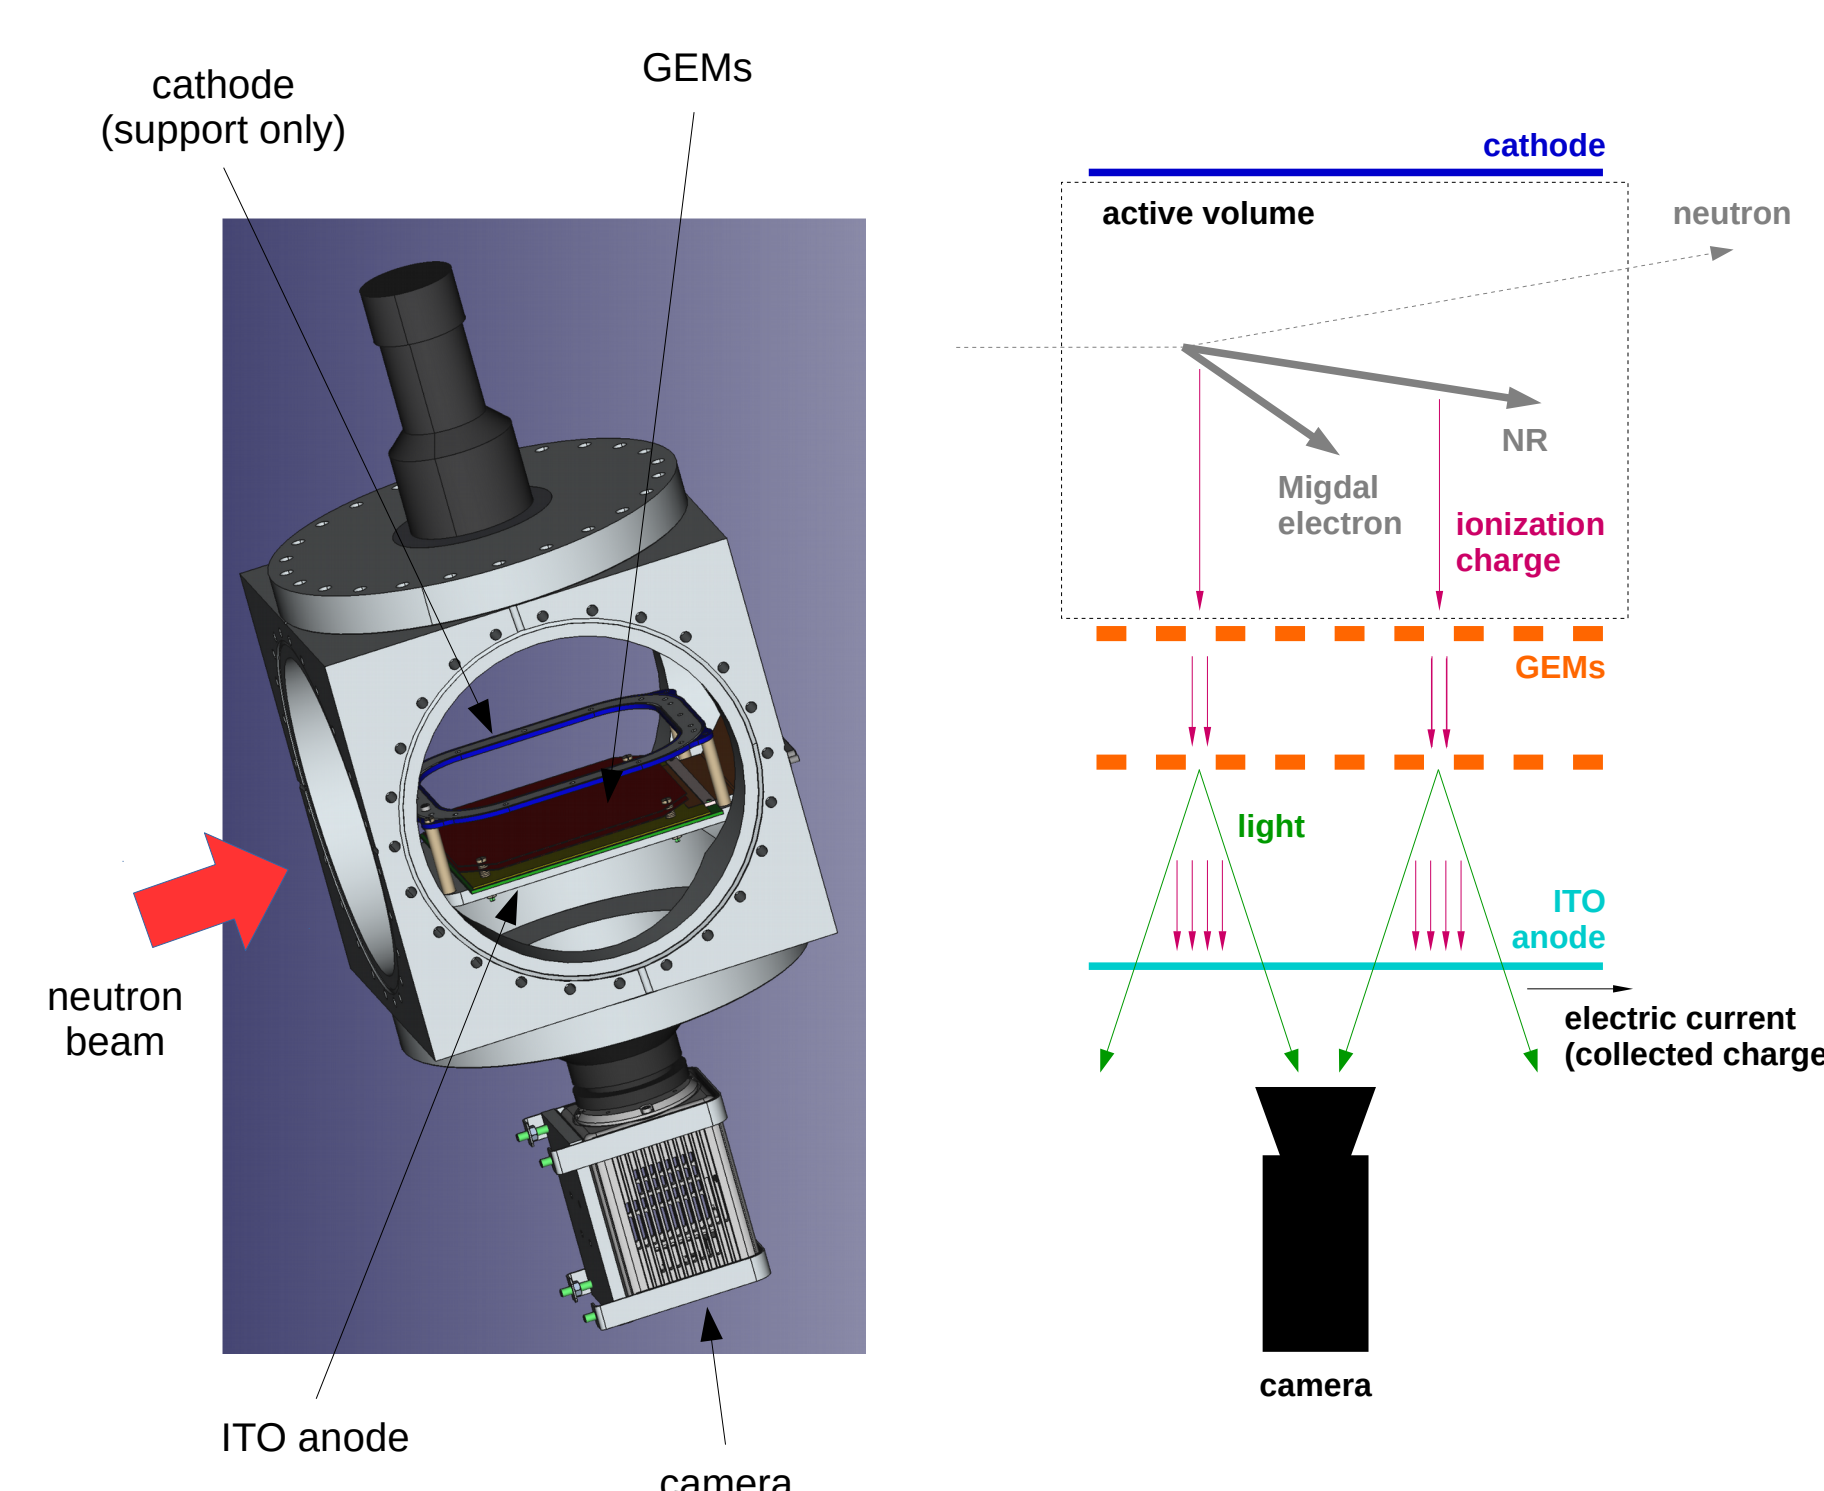 cathode
(support only)
GEMs
neutron
beam
ITO anode
camera
cathode
active volume
neutron
NR
Migdal
electron
ionization
charge
GEMs
light
ITO
anode
electric current
(collected charge
camera